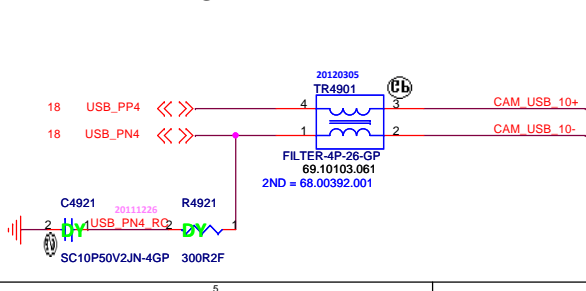 20120305
TR4901
18 USB_PP4 4 3 CAM_USB_10+
18 USB_PN4 1 2 CAM_USB_10-
FILTER-4P-26-GP
69.10103.061
2ND = 68.00392.001
C4921 20111226 R4921
2 DY 1 USB_PN4_RC 2 DY 1
SC10P50V2JN-4GP 300R2F
5